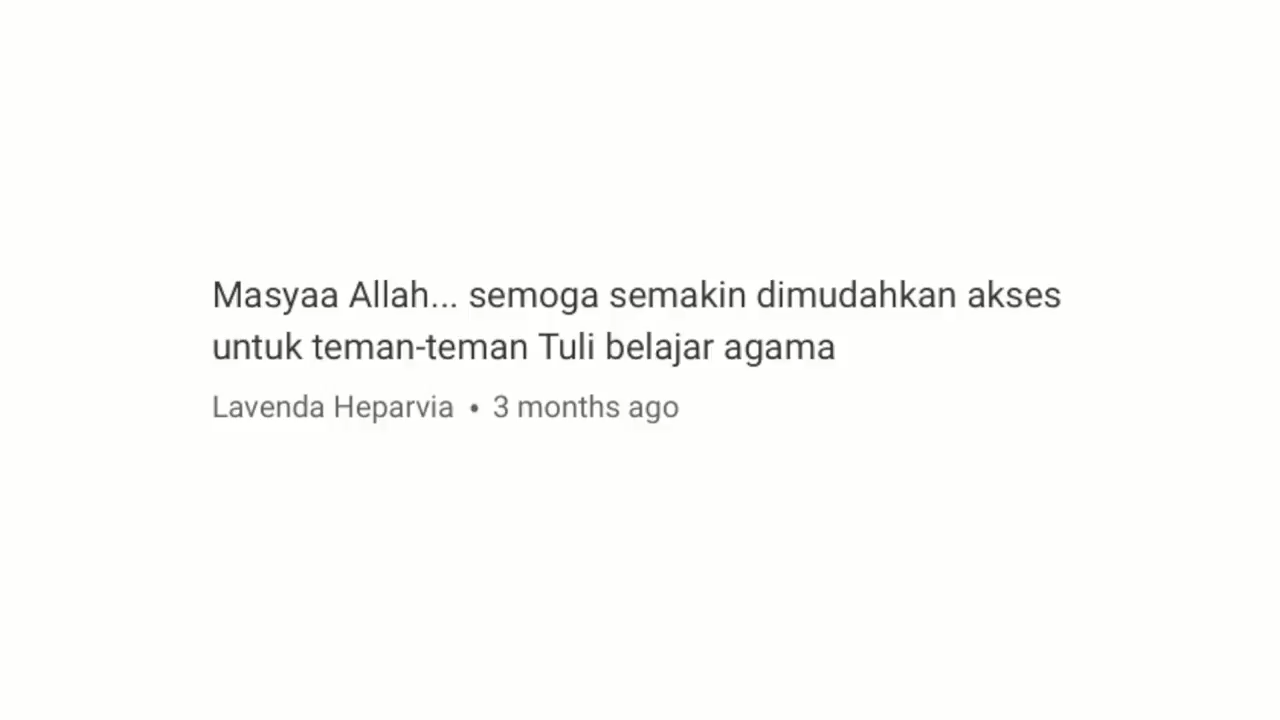 Masyaa Allah... semoga semakin dimudahkan akses
untuk teman-teman Tuli belajar agama
Lavenda Heparvia • 3 months ago